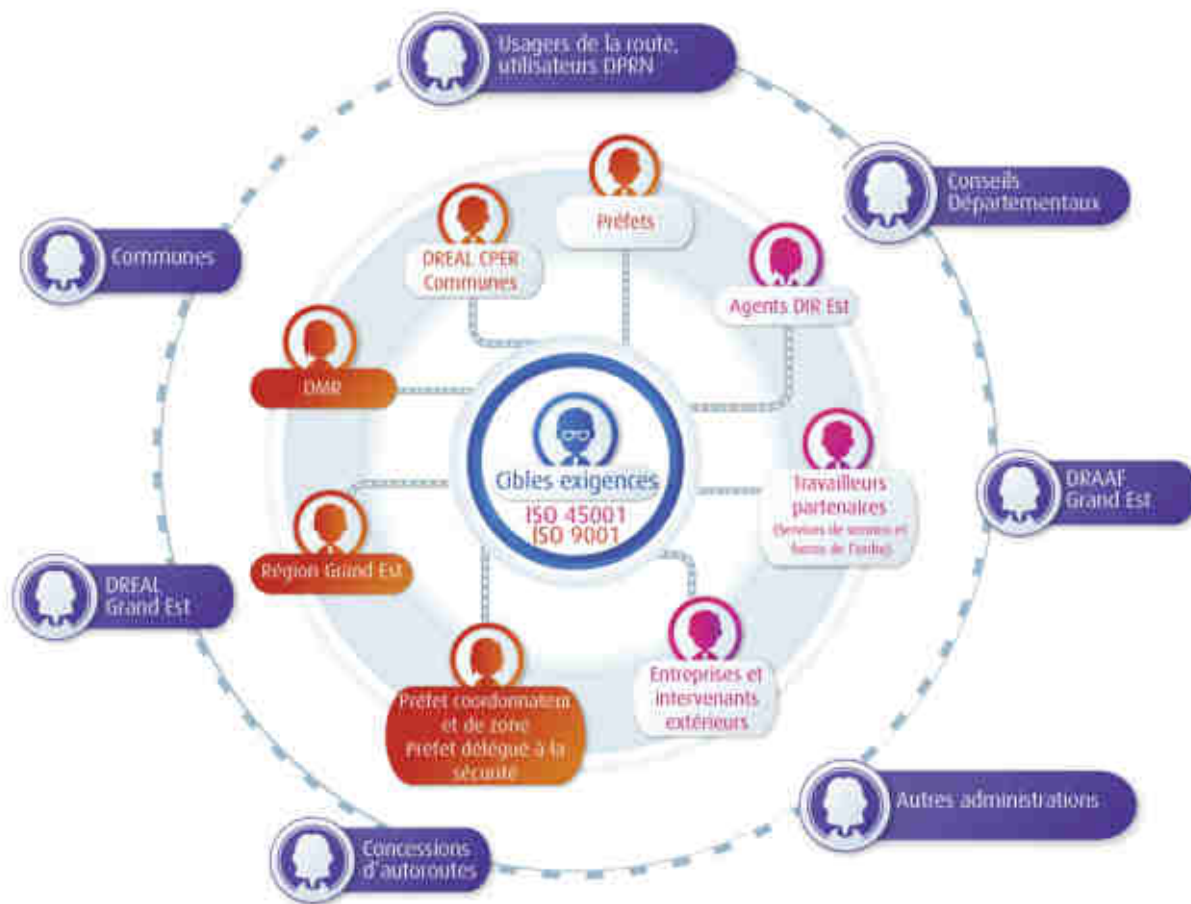 Usagers de la route,
utilisateurs DPRN
Préfets
Conseils
Départementaux
DREAL CPER
Communes
Communes
Agents DIR Est
DMR
Cibles exigences
ISO 45001
ISO 9001
Travailleurs
partenaires
DRAAF
Grand Est
Région Grand Est
DREAL
Grand Est
Entreprises et
intervenants
extérieurs
Préfet coordonnateur
et de zone
Préfet délégué à la
sécurité
Autres administrations
Concessions
d'autoroutes